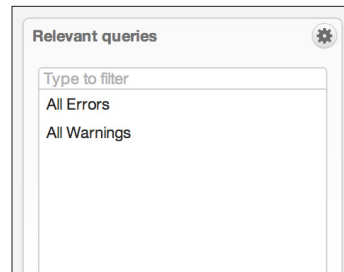 Relevant queries
Type to filter
All Errors
All Warnings